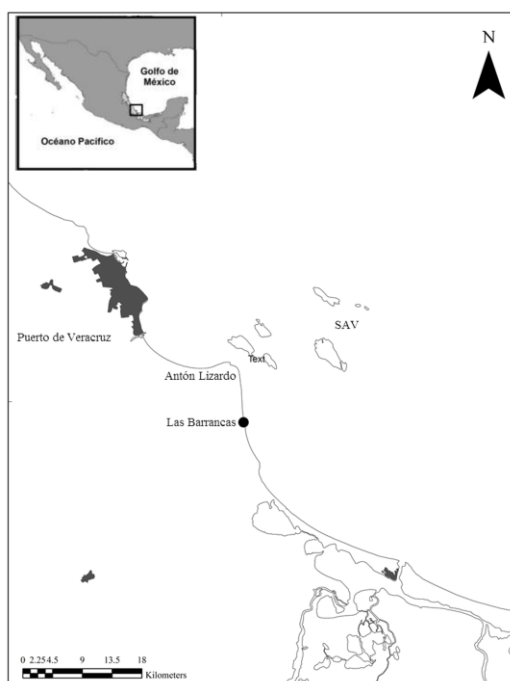 Golfo de
México
Océano Pacífico
N
SAV
Puerto de Veracruz
Text
Antón Lizardo
Las Barrancas
0 2.25 4.5 9 13.5 18
Kilometers